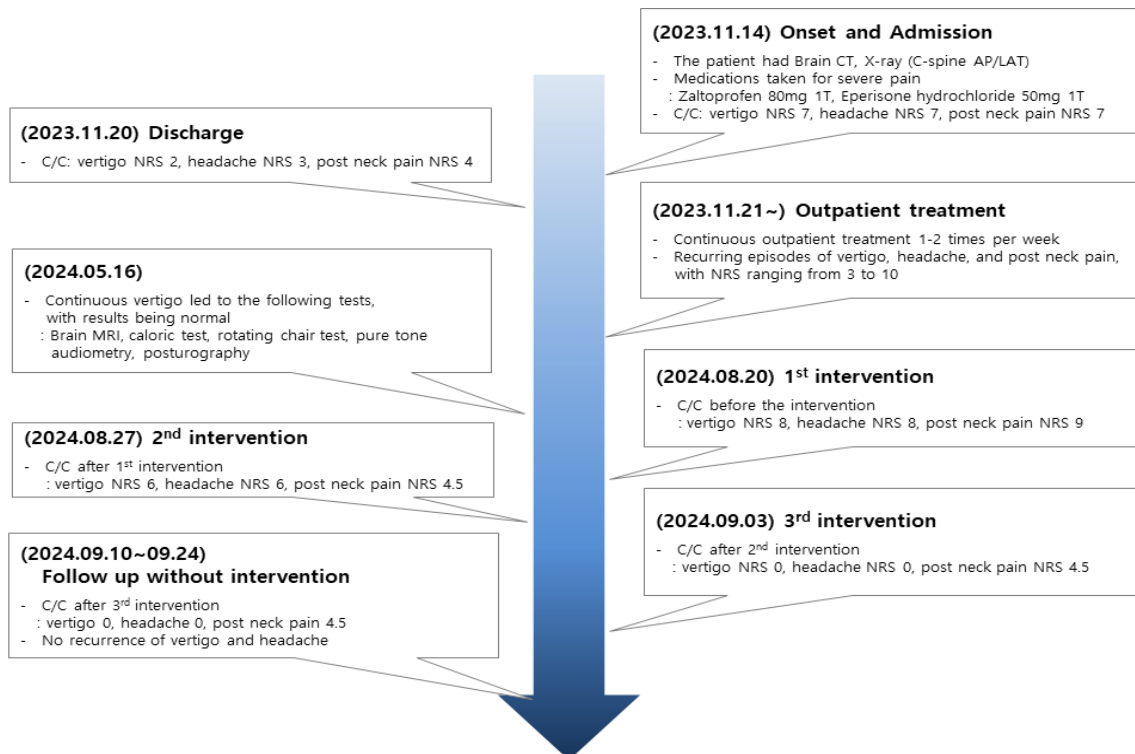 (2023.11.14) Onset and Admission
- The patient had Brain CT, X-ray (C-spine AP/LAT)
- Medications taken for severe pain
: Zaltoprofen 80mg 1T, Eperisone hydrochloride 50mg 1T
- C/C: vertigo NRS 7, headache NRS 7, post neck pain NRS 7
(2023.11.20) Discharge
- C/C: vertigo NRS 2, headache NRS 3, post neck pain NRS 4
(2023.11.21~) Outpatient treatment
- Continuous outpatient treatment 1-2 times per week
- Recurring episodes of vertigo, headache, and post neck pain,
with NRS ranging from 3 to 10
(2024.05.16)
- Continuous vertigo led to the following tests,
with results being normal
: Brain MRI, caloric test, rotating chair test, pure tone
audiometry, posturography
(2024.08.20) 1st intervention
- C/C before the intervention
: vertigo NRS 8, headache NRS 8, post neck pain NRS 9
(2024.08.27) 2nd intervention
- C/C after 1st intervention
: vertigo NRS 6, headache NRS 6, post neck pain NRS 4.5
(2024.09.03) 3rd intervention
- C/C after 2nd intervention
: vertigo NRS 0, headache NRS 0, post neck pain NRS 4.5
(2024.09.10~09.24)
Follow up without intervention
- C/C after 3rd intervention
: vertigo 0, headache 0, post neck pain 4.5
- No recurrence of vertigo and headache